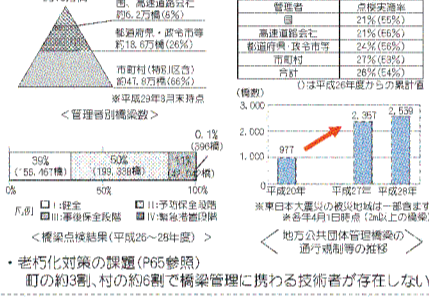 国、高速道路会社
約6.2万橋(8%)
都道府県・政令市等
約18.6万橋(26%)
市町村(特別区含)
約47.8万橋(66%)
※平成29年3月末時点
<管理者別橋梁数>
管理者 点検実施率
国 21%(55%)
高速道路会社 21%(56%)
都道府県・政令市等 24%(56%)
市町村 27%(53%)
合計 26%(54%)
()は平成26年度からの累計値
0.1%
(396橋)
39% 50% 11%
(199,338橋)
0% 50% 100%
凡例 I:健全 II:予防保全段階
III:事後保全段階 IV:緊急措置段階
<橋梁点検結果(平成26~28年度)>
(橋数)
3,000
2,000
1,000
0
977
2,357
2,539
平成20年 平成27年 平成28年
※東日本大震災の被災地域は一部含まず
※各年4月1日時点(2m以上の橋梁)
地方公共団体管理橋梁の
通行規制等の推移
・老朽化対策の課題(P65参照)
町の約3割、村の約6割で橋梁管理に携わる技術者が存在しない